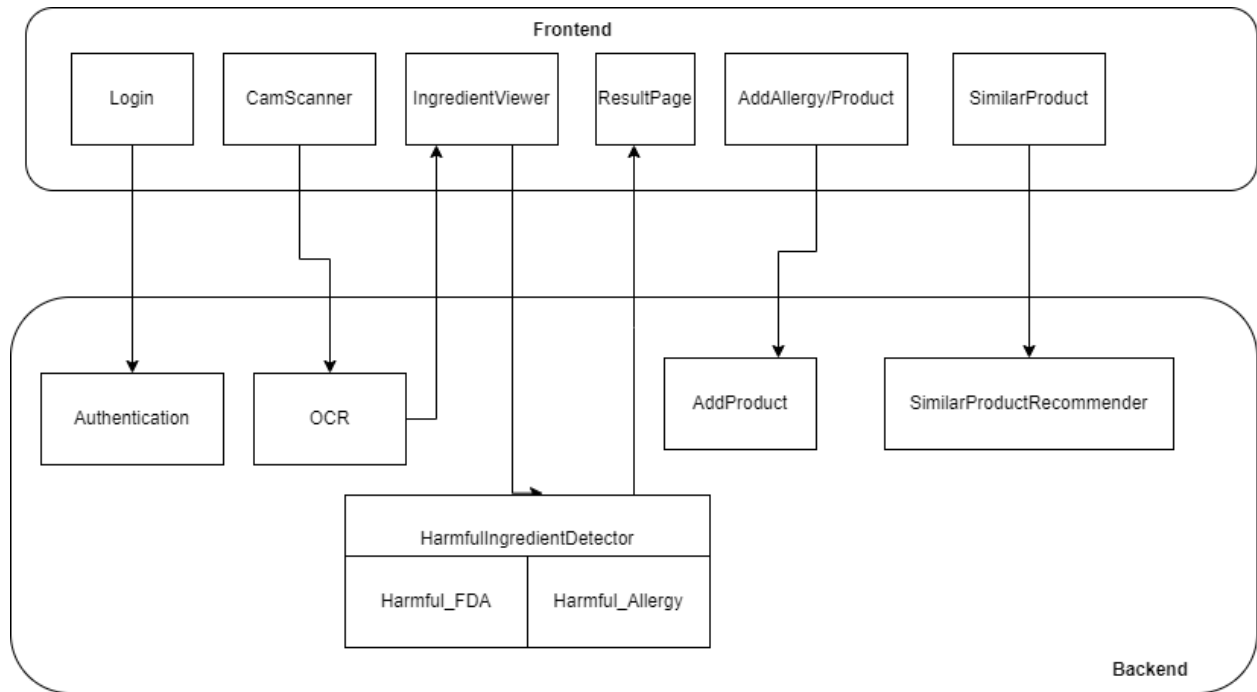 Frontend
Login
CamScanner
IngredientViewer
ResultPage
AddAllergy/Product
SimilarProduct
Authentication
OCR
AddProduct
SimilarProductRecommender
HarmfulIngredientDetector
Harmful_FDA
Harmful_Allergy
Backend